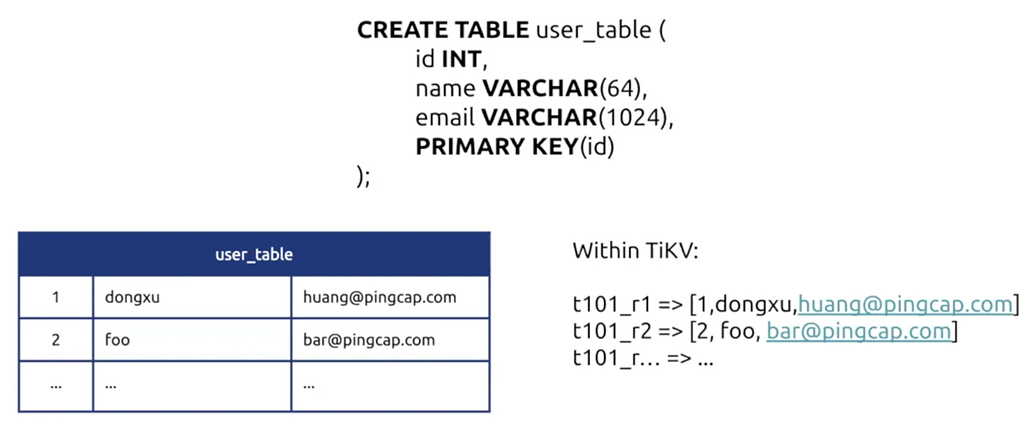 CREATE TABLE user_table (
id INT,
name VARCHAR(64),
email VARCHAR(1024),
PRIMARY KEY(id)
);
user_table
1 dongxu huang@pingcap.com
2 foo bar@pingcap.com
... ... ...
Within TiKV:
t101_r1 => [1,dongxu,huang@pingcap.com]
t101_r2 => [2, foo, bar@pingcap.com]
t101_r... => ...